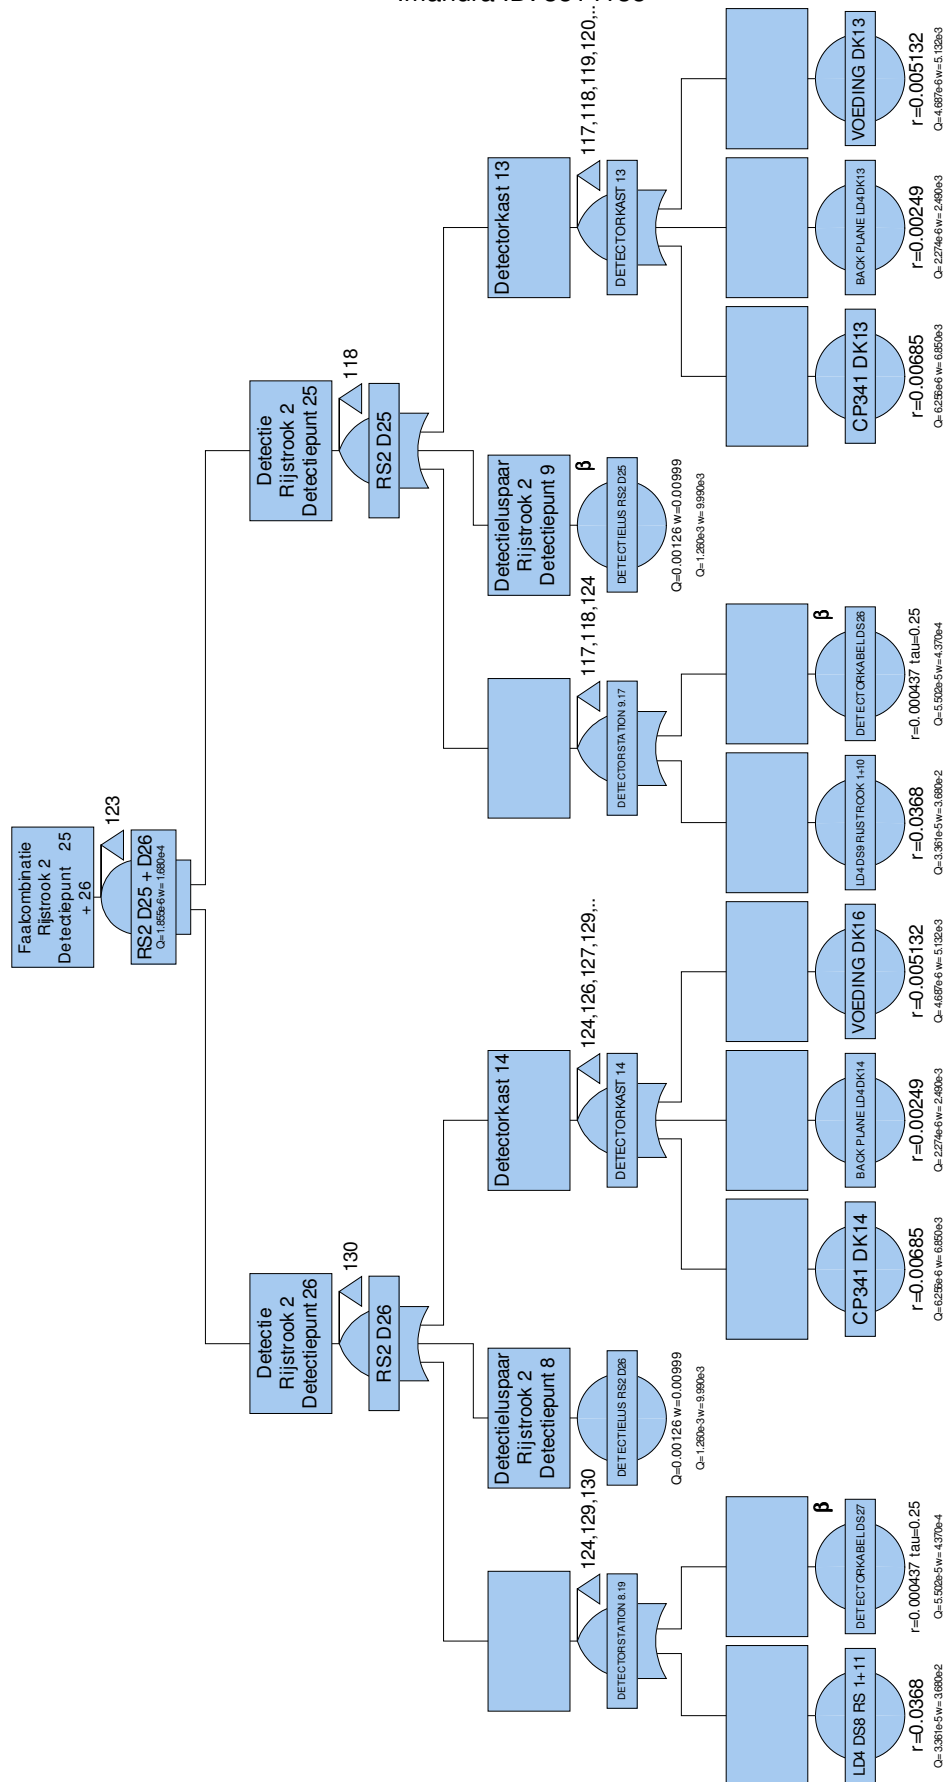 Faalcombinatie
Rijstrook 2
Detectiepunt 25
+ 26
123
RS2 D25 + D26
Q=1.855e-6 w=1.680e-4
Detectie
Rijstrook 2
Detectiepunt 26
130
RS2 D26
Detectie
Rijstrook 2
Detectiepunt 25
118
RS2 D25
124,129,130
DETECTORSTATION 8.19
Detectieluspaar
Rijstrook 2
Detectiepunt 8
DETECTIELUS RS2 D26
Q=0.00126 w=0.00999
Q=1.260e-3 w=9.990e-3
Detectorkast 14
124,126,127,129,..
DETECTORKAST 14
117,118,124
DETECTORSTATION 9.17
Detectieluspaar
Rijstrook 2
Detectiepunt 9
β
DETECTIELUS RS2 D25
Q=0.00126 w=0.00999
Q=1.260e-3 w=9.990e-3
Detectorkast 13
117,118,119,120,..
DETECTORKAST 13
LD4 DS8 RS 1+11
r=0.0368
Q=3.361e-5 w=3.680e-2
β
DETECTORKABEL DS27
r=0.000437 tau=0.25
Q=5.502e-5 w=4.370e-4
CP341 DK14
r=0.00685
Q=6.256e-6 w=6.850e-3
BACK PLANE LD4 DK14
r=0.00249
Q=2.274e-6 w=2.490e-3
VOEDING DK16
r=0.005132
Q=4.687e-6 w=5.132e-3
LD4 DS9 RIJSTROOK 1+10
r=0.0368
Q=3.361e-5 w=3.680e-2
β
DETECTORKABEL DS26
r=0.000437 tau=0.25
Q=5.502e-5 w=4.370e-4
CP341 DK13
r=0.00685
Q=6.256e-6 w=6.850e-3
BACK PLANE LD4 DK13
r=0.00249
Q=2.274e-6 w=2.490e-3
VOEDING DK13
r=0.005132
Q=4.687e-6 w=5.132e-3